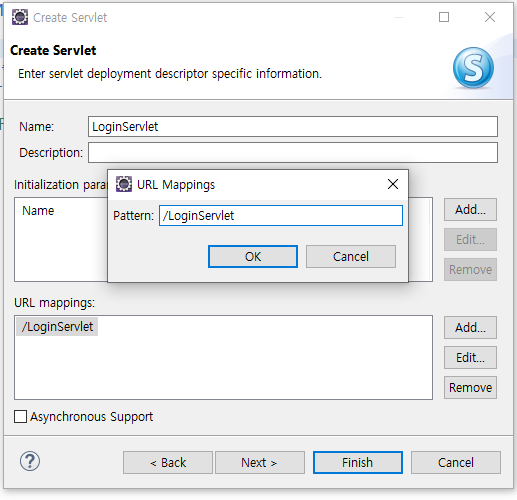 Create Servlet
Create Servlet
Enter servlet deployment descriptor specific information.
S
Name: LoginServlet
Description:
Initialization para
Name
Add...
Edit...
Remove
URL Mappings
Pattern: /LoginServlet
OK Cancel
URL mappings:
/LoginServlet
Add...
Edit...
Remove
Asynchronous Support
? < Back Next > Finish Cancel